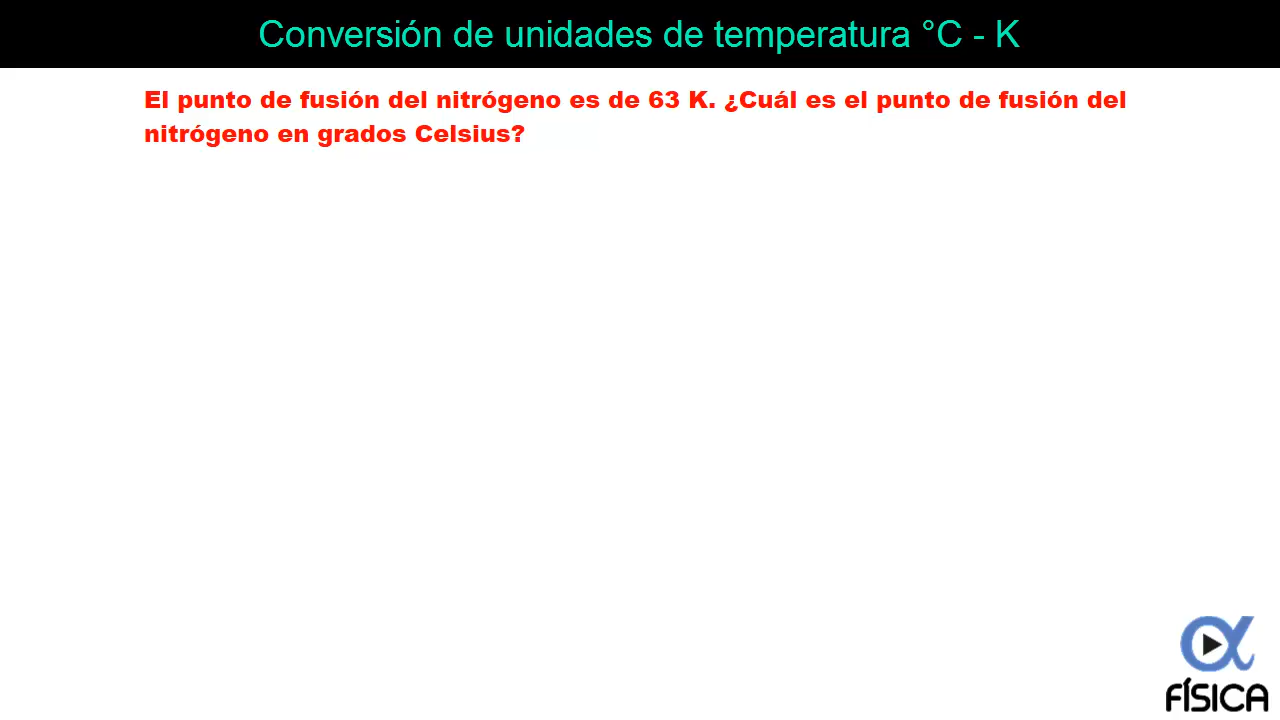 Conversión de unidades de temperatura °C - K
El punto de fusión del nitrógeno es de 63 K. ¿Cuál es el punto de fusión del
nitrógeno en grados Celsius?
FÍSICA